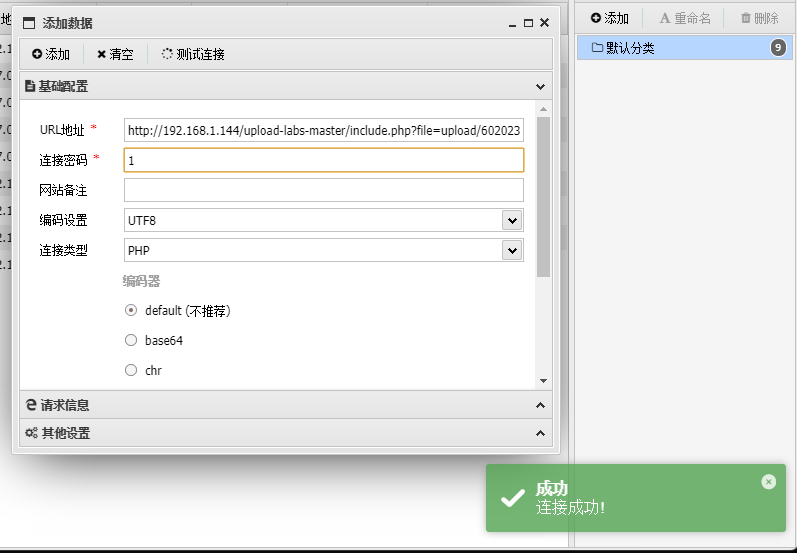 添加数据
添加 清空 测试连接
基础配置
URL地址 *
http://192.168.1.144/upload-labs-master/include.php?file=upload/602023
连接密码 *
1
网站备注
编码设置
UTF8
连接类型
PHP
编码器
default (不推荐)
base64
chr
请求信息
其他设置
添加 重命名 删除
默认分类 9
成功
连接成功!